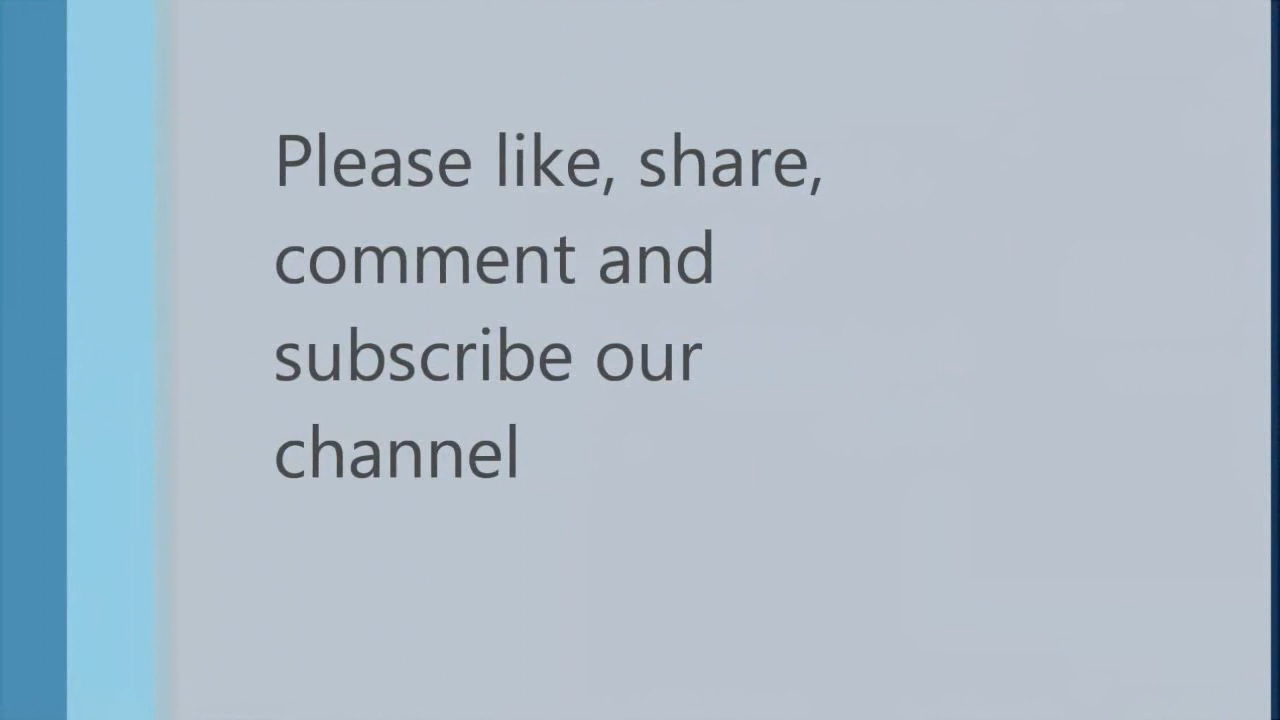 Please like, share,
comment and
subscribe our
channel